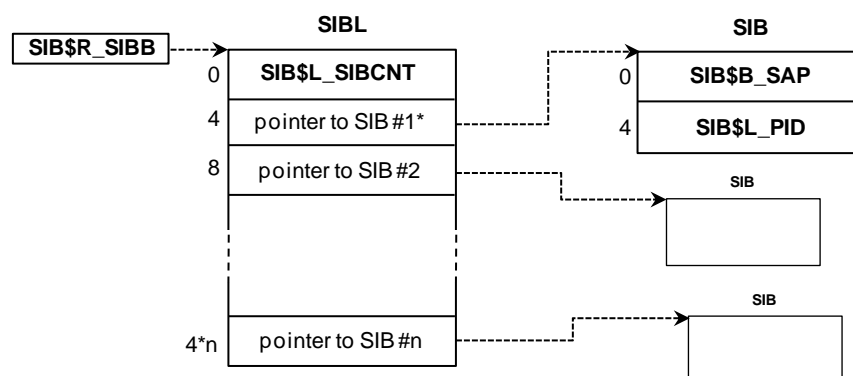 SIBL
SIB
SIB$R_SIBB
0 SIB$L_SIBCNT
0 SIB$B_SAP
4 pointer to SIB #1*
4 SIB$L_PID
8 pointer to SIB #2
SIB
SIB
4*n pointer to SIB #n